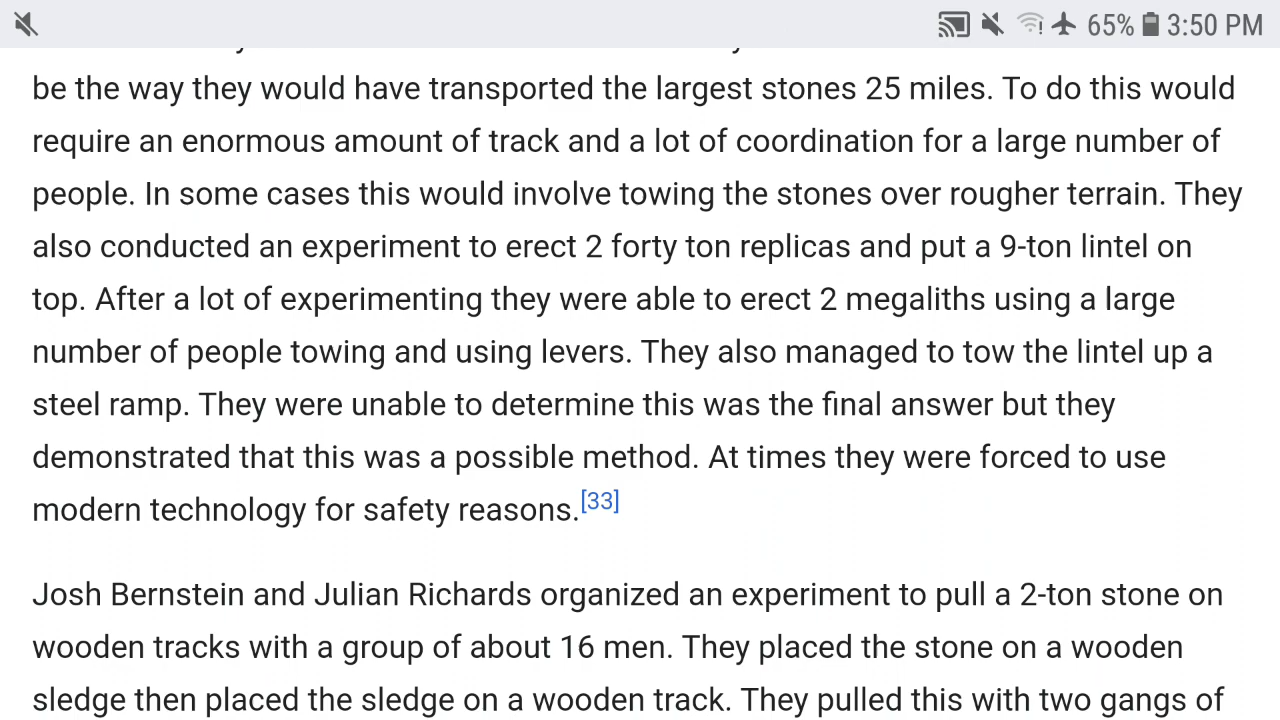 65% 3:50 PM
be the way they would have transported the largest stones 25 miles. To do this would
require an enormous amount of track and a lot of coordination for a large number of
people. In some cases this would involve towing the stones over rougher terrain. They
also conducted an experiment to erect 2 forty ton replicas and put a 9-ton lintel on
top. After a lot of experimenting they were able to erect 2 megaliths using a large
number of people towing and using levers. They also managed to tow the lintel up a
steel ramp. They were unable to determine this was the final answer but they
demonstrated that this was a possible method. At times they were forced to use
modern technology for safety reasons.[33]
Josh Bernstein and Julian Richards organized an experiment to pull a 2-ton stone on
wooden tracks with a group of about 16 men. They placed the stone on a wooden
sledge then placed the sledge on a wooden track. They pulled this with two gangs of